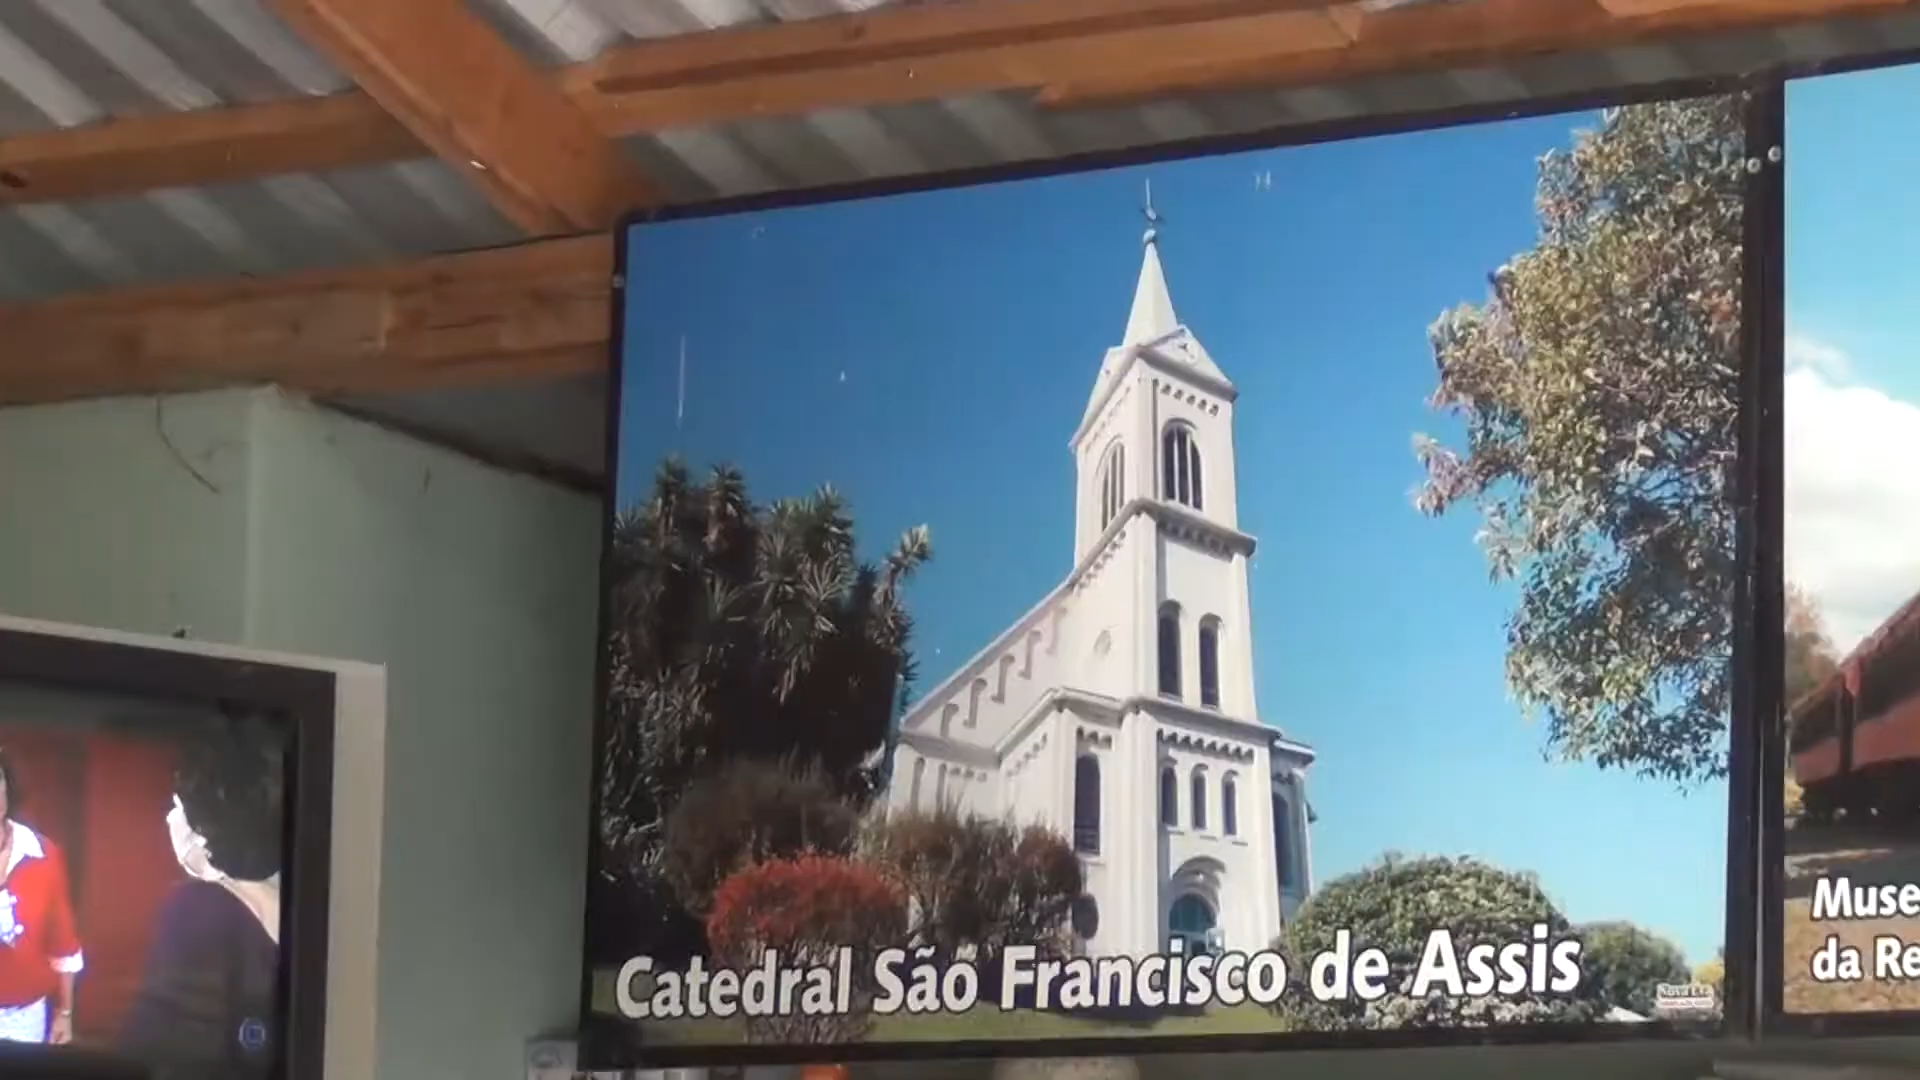 Catedral São Francisco de Assis
Muse
da Re